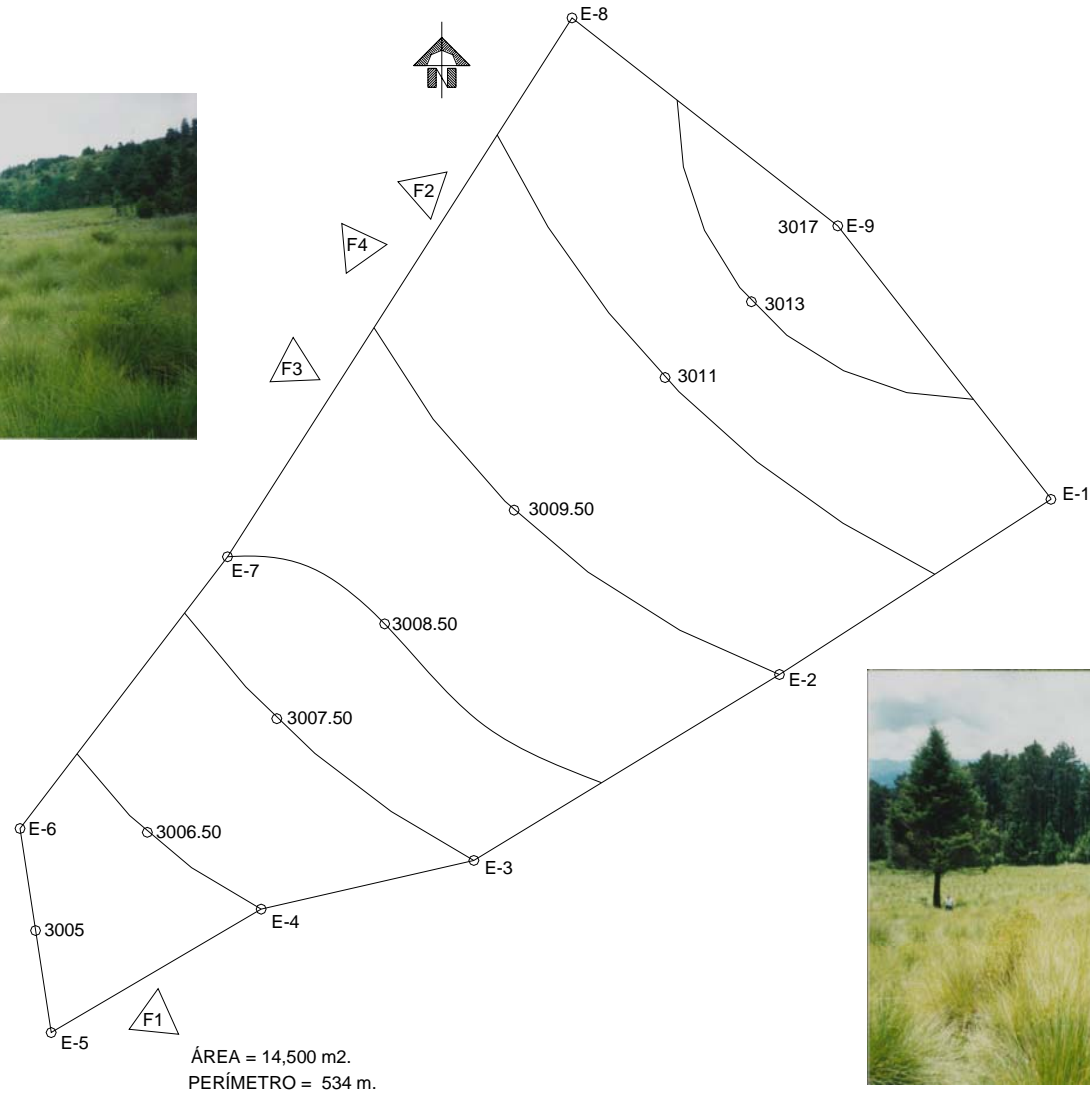 E-8
F2
3017 E-9
F4
3013
F3
3011
E-1
3009.50
E-7
3008.50
E-2
3007.50
E-6
3006.50
E-3
E-4
3005
F1
E-5
ÁREA = 14,500 m2.
PERÍMETRO = 534 m.